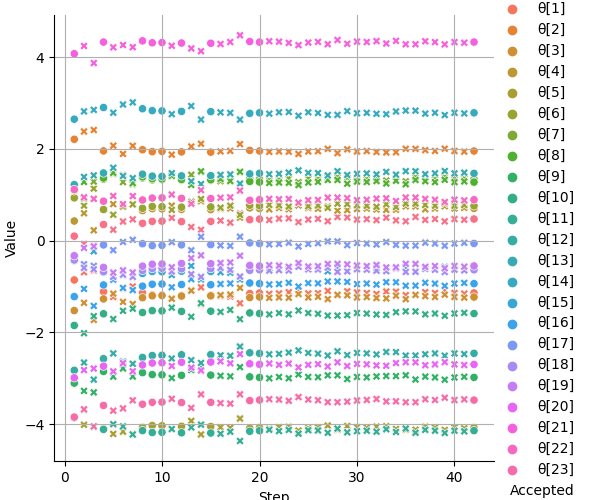 4
2
0
−2
−4
Value
0
10
20
30
40
Step
θ[1]
θ[2]
θ[3]
θ[4]
θ[5]
θ[6]
θ[7]
θ[8]
θ[9]
θ[10]
θ[11]
θ[12]
θ[13]
θ[14]
θ[15]
θ[16]
θ[17]
θ[18]
θ[19]
θ[20]
θ[21]
θ[22]
θ[23]
Accepted